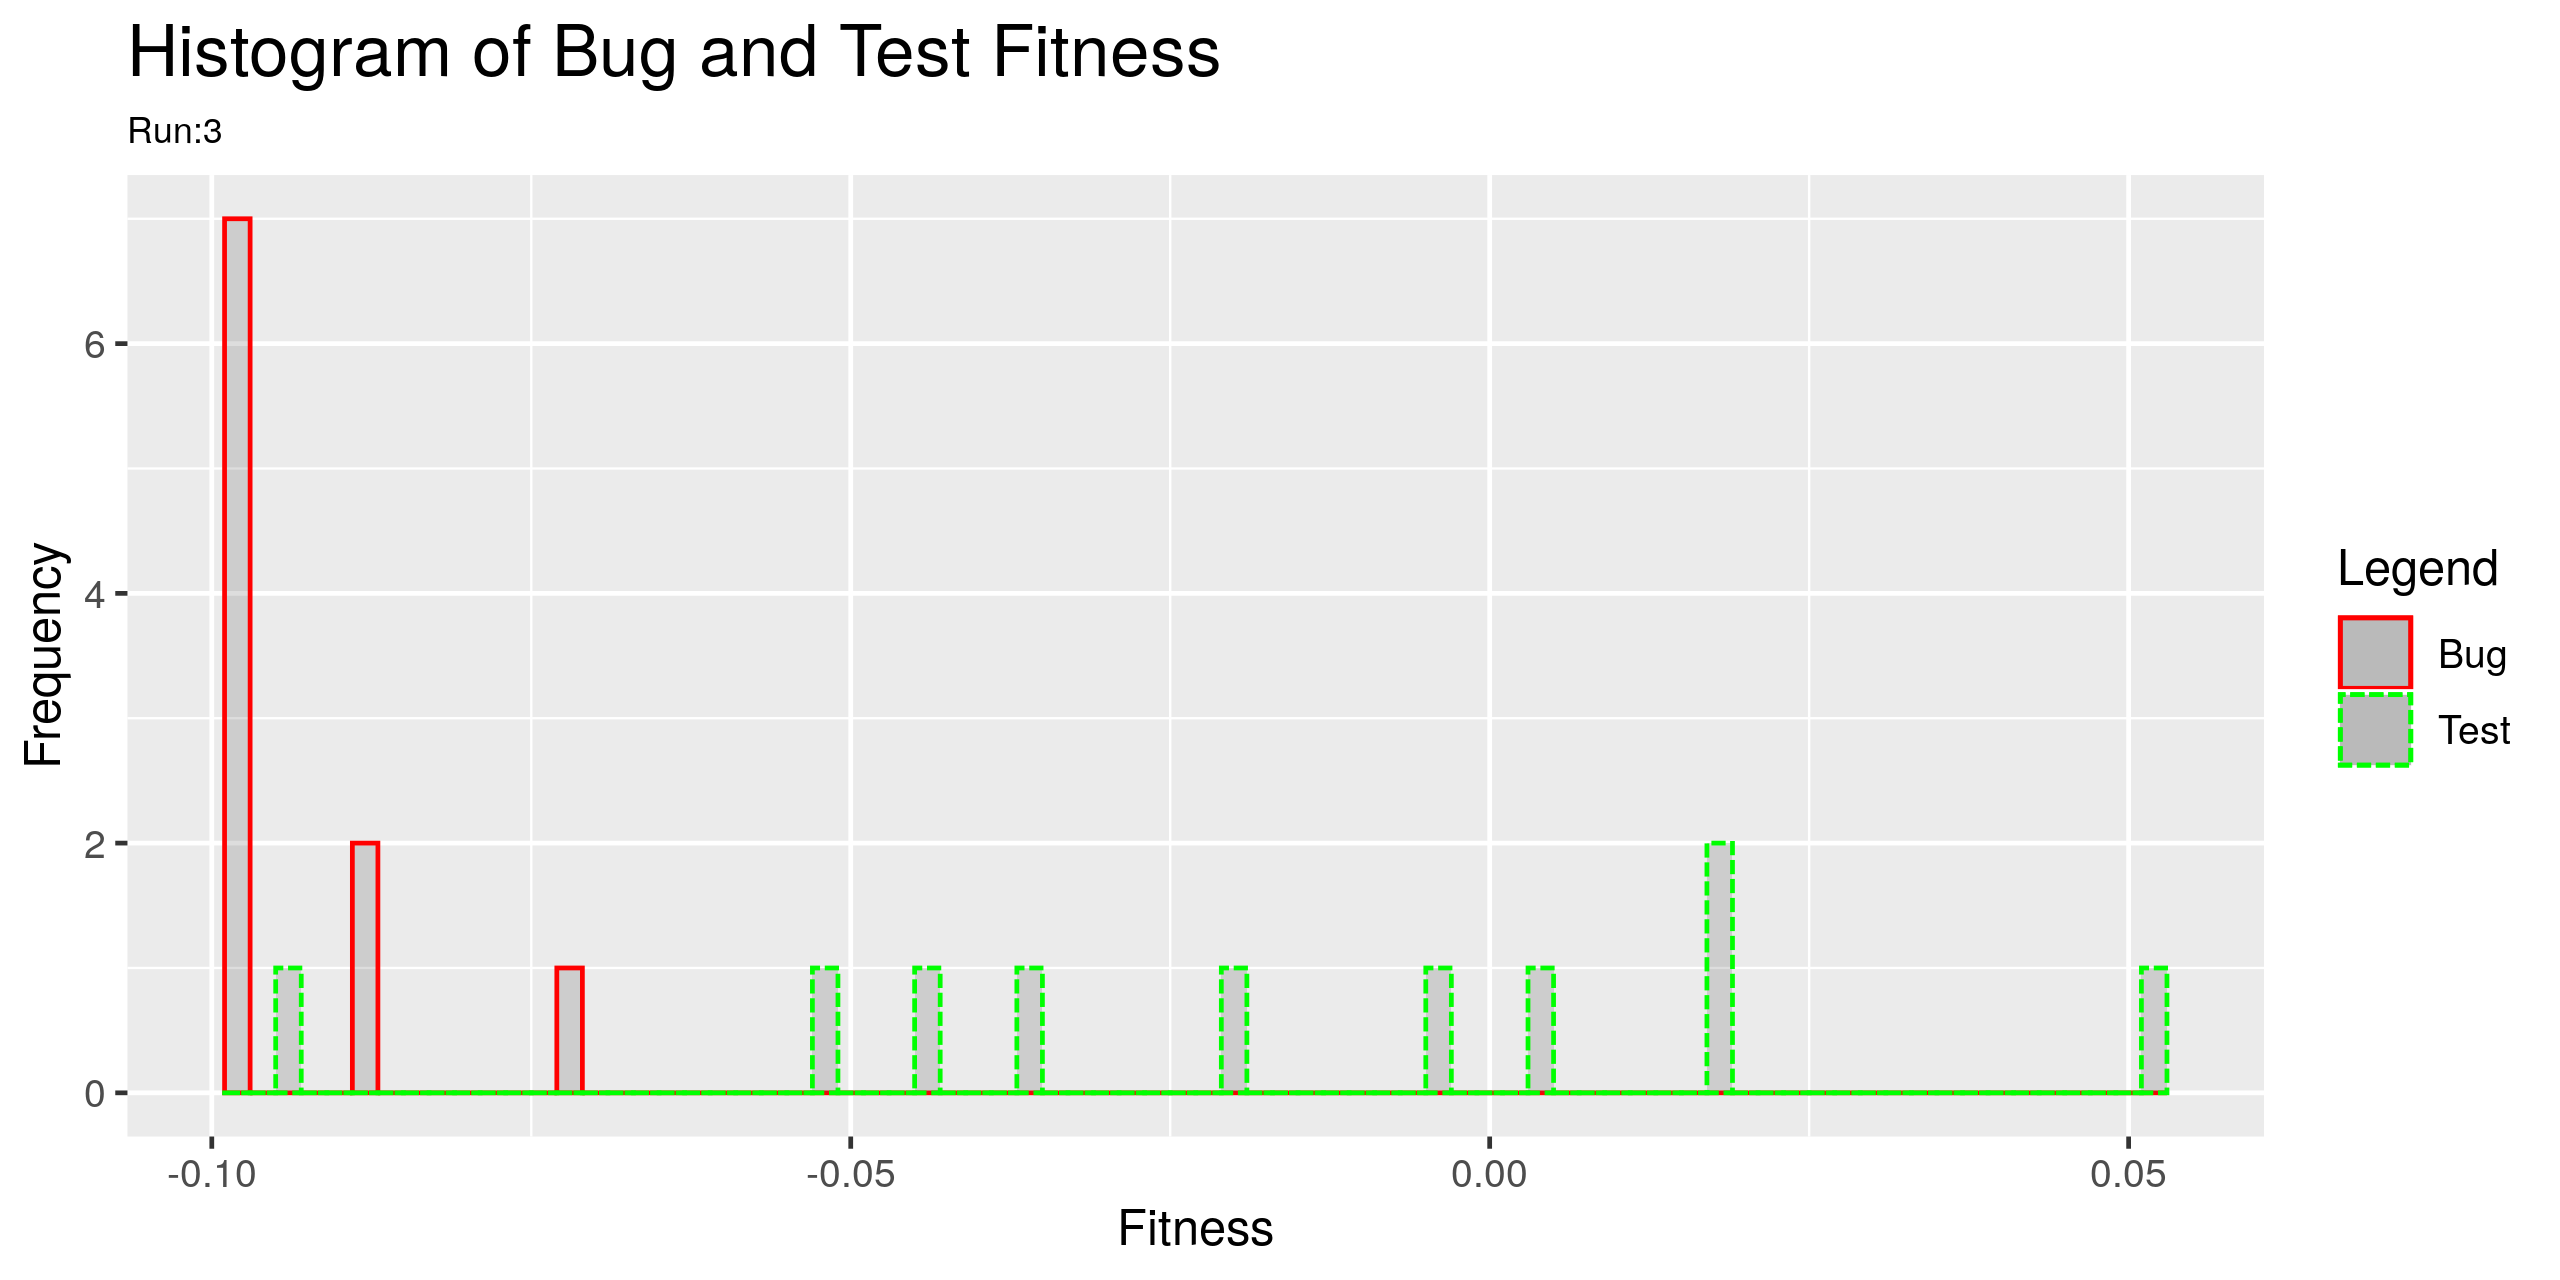 Histogram of Bug and Test Fitness
Run:3
Frequency
6
4
2
0
-0.10
-0.05
0.00
0.05
Fitness
Legend
Bug
Test